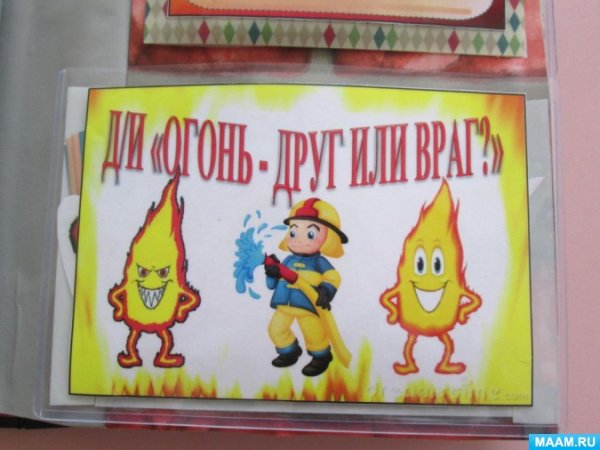 Д/И «ОГОНЬ - ДРУГ ИЛИ ВРАГ?»
MAAM.RU